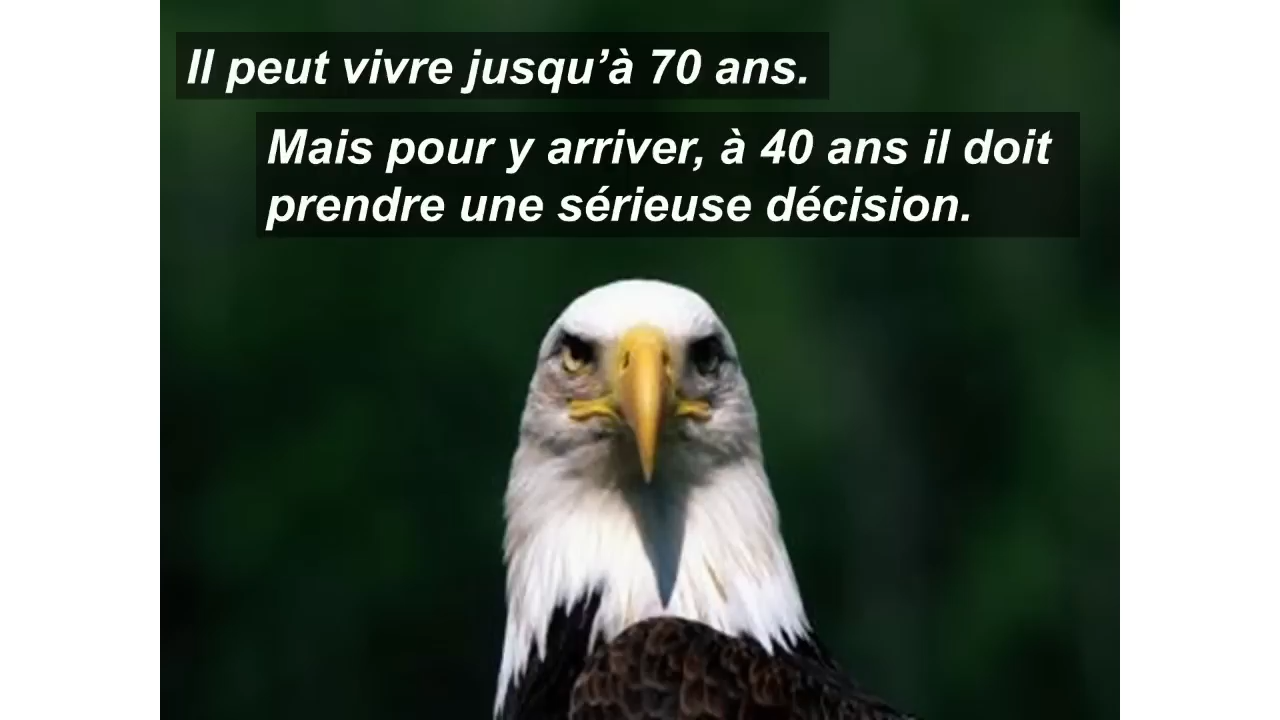 Il peut vivre jusqu’à 70 ans.
Mais pour y arriver, à 40 ans il doit
prendre une sérieuse décision.